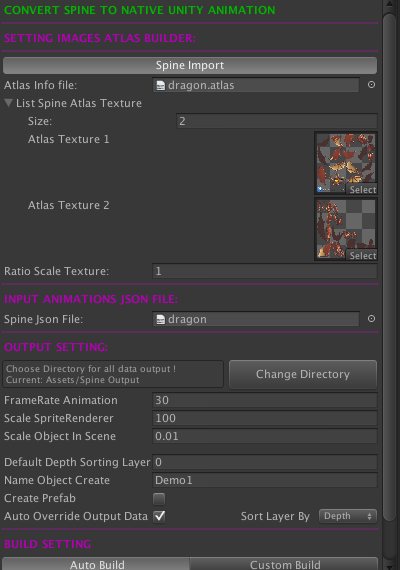 CONVERT SPINE TO NATIVE UNITY ANIMATION
SETTING IMAGES ATLAS BUILDER:
Spine Import
Atlas Info file: dragon.atlas
List Spine Atlas Texture
Size: 2
Atlas Texture 1
Select
Atlas Texture 2
Select
Ratio Scale Texture: 1
INPUT ANIMATIONS JSON FILE:
Spine Json File: dragon
OUTPUT SETTING:
Choose Directory for all data output !
Current: Assets/Spine Output
Change Directory
FrameRate Animation 30
Scale SpriteRenderer 100
Scale Object In Scene 0.01
Default Depth Sorting Layer 0
Name Object Create Demo1
Create Prefab
Auto Override Output Data Sort Layer By Depth
BUILD SETTING
Auto Build Custom Build